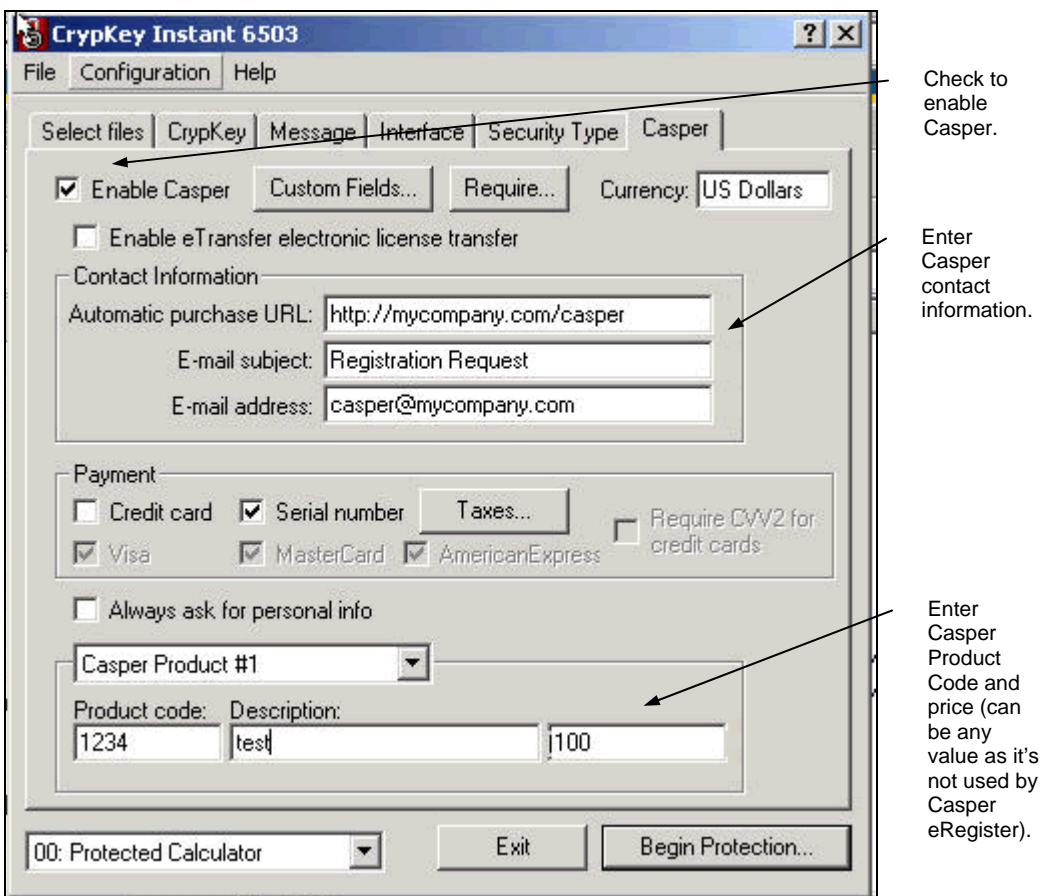 CrypKey Instant 6503
File Configuration Help
Select files CrypKey Message Interface Security Type Casper
Enable Casper Custom Fields... Require... Currency: US Dollars
Enable eTransfer electronic license transfer
Contact Information
Automatic purchase URL: http://mycompany.com/casper
E-mail subject: Registration Request
E-mail address: casper@mycompany.com
Payment
Credit card Serial number Taxes... Require CVV2 for
credit cards
Visa MasterCard AmericanExpress
Always ask for personal info
Casper Product #1
Product code: Description:
1234 test 100
00: Protected Calculator Exit Begin Protection...
Check to
enable
Casper.
Enter
Casper
contact
information.
Enter
Casper
Product
Code and
price (can
be any
value as it's
not used by
Casper
eRegister).